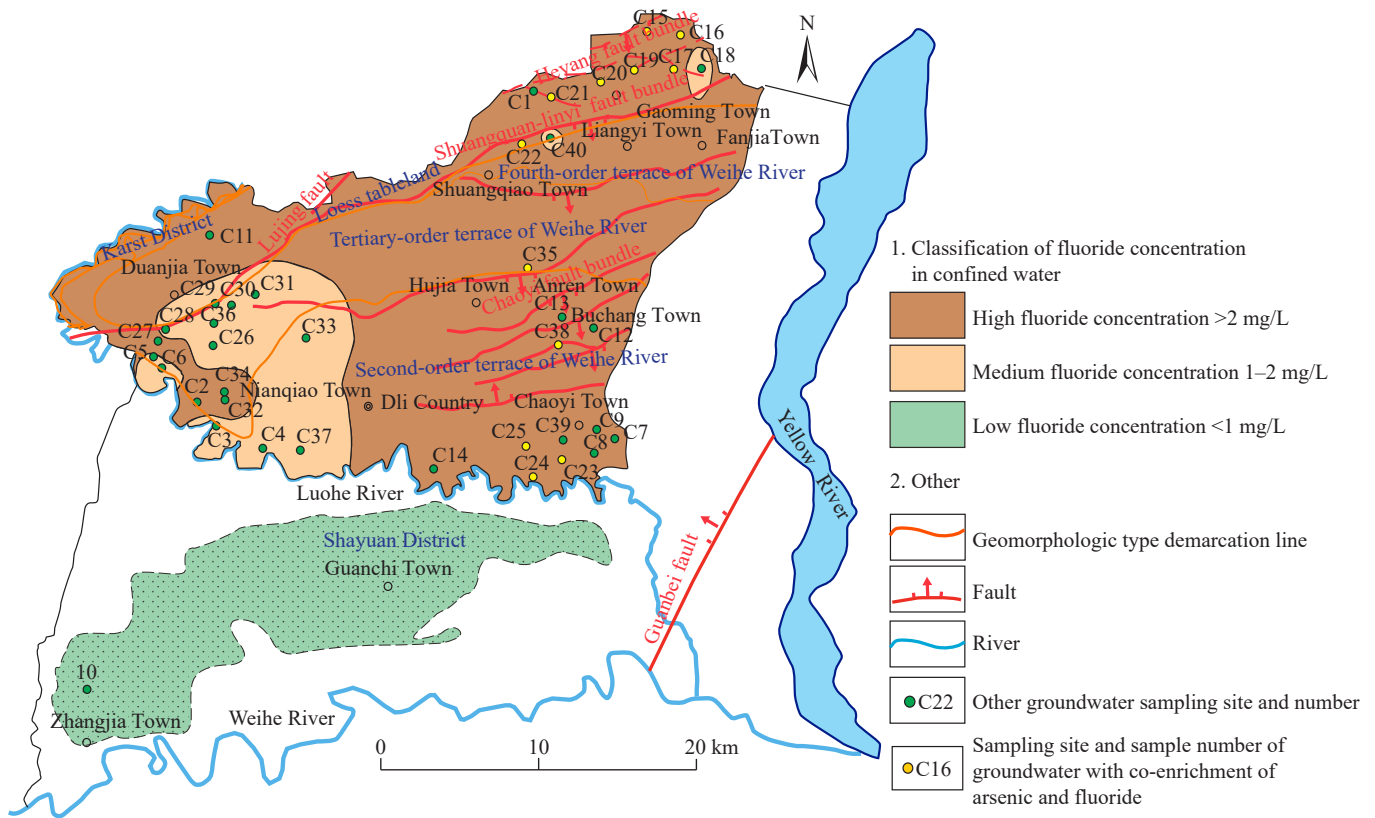 C15
C16
Heyang fault bundle
N
C17
C18
C19
C20
C1
C21
Shuangquan-linyi fault bundle
Gaoming Town
Liangyi Town
FanjiaTown
C22
C40
Fourth-order terrace of Weihe River
Shuangqiao Town
Loess tableland
Lujing fault
Karst District
C11
Tertiary-order terrace of Weihe River
Duanjia Town
C35
C29
C30
C31
Hujia Town
Anren Town
Chaoyi fault bundle
C13
Buchang Town
C28
C36
C33
C27
C26
C38
C12
C5
C6
Second-order terrace of Weihe River
C2
C34
Nianqiao Town
C32
Dli Country
Chaoyi Town
C3
C4
C37
C14
C25
C39
C9
C7
C8
C24
C23
Luohe River
Shayuan District
Guanchi Town
Guanbei fault
Yellow River
10
Zhangjia Town
Weihe River
0
10
20 km
1. Classification of fluoride concentration
in confined water
High fluoride concentration >2 mg/L
Medium fluoride concentration 1–2 mg/L
Low fluoride concentration <1 mg/L
2. Other
Geomorphologic type demarcation line
Fault
River
C22
Other groundwater sampling site and number
C16
Sampling site and sample number of
groundwater with co-enrichment of
arsenic and fluoride